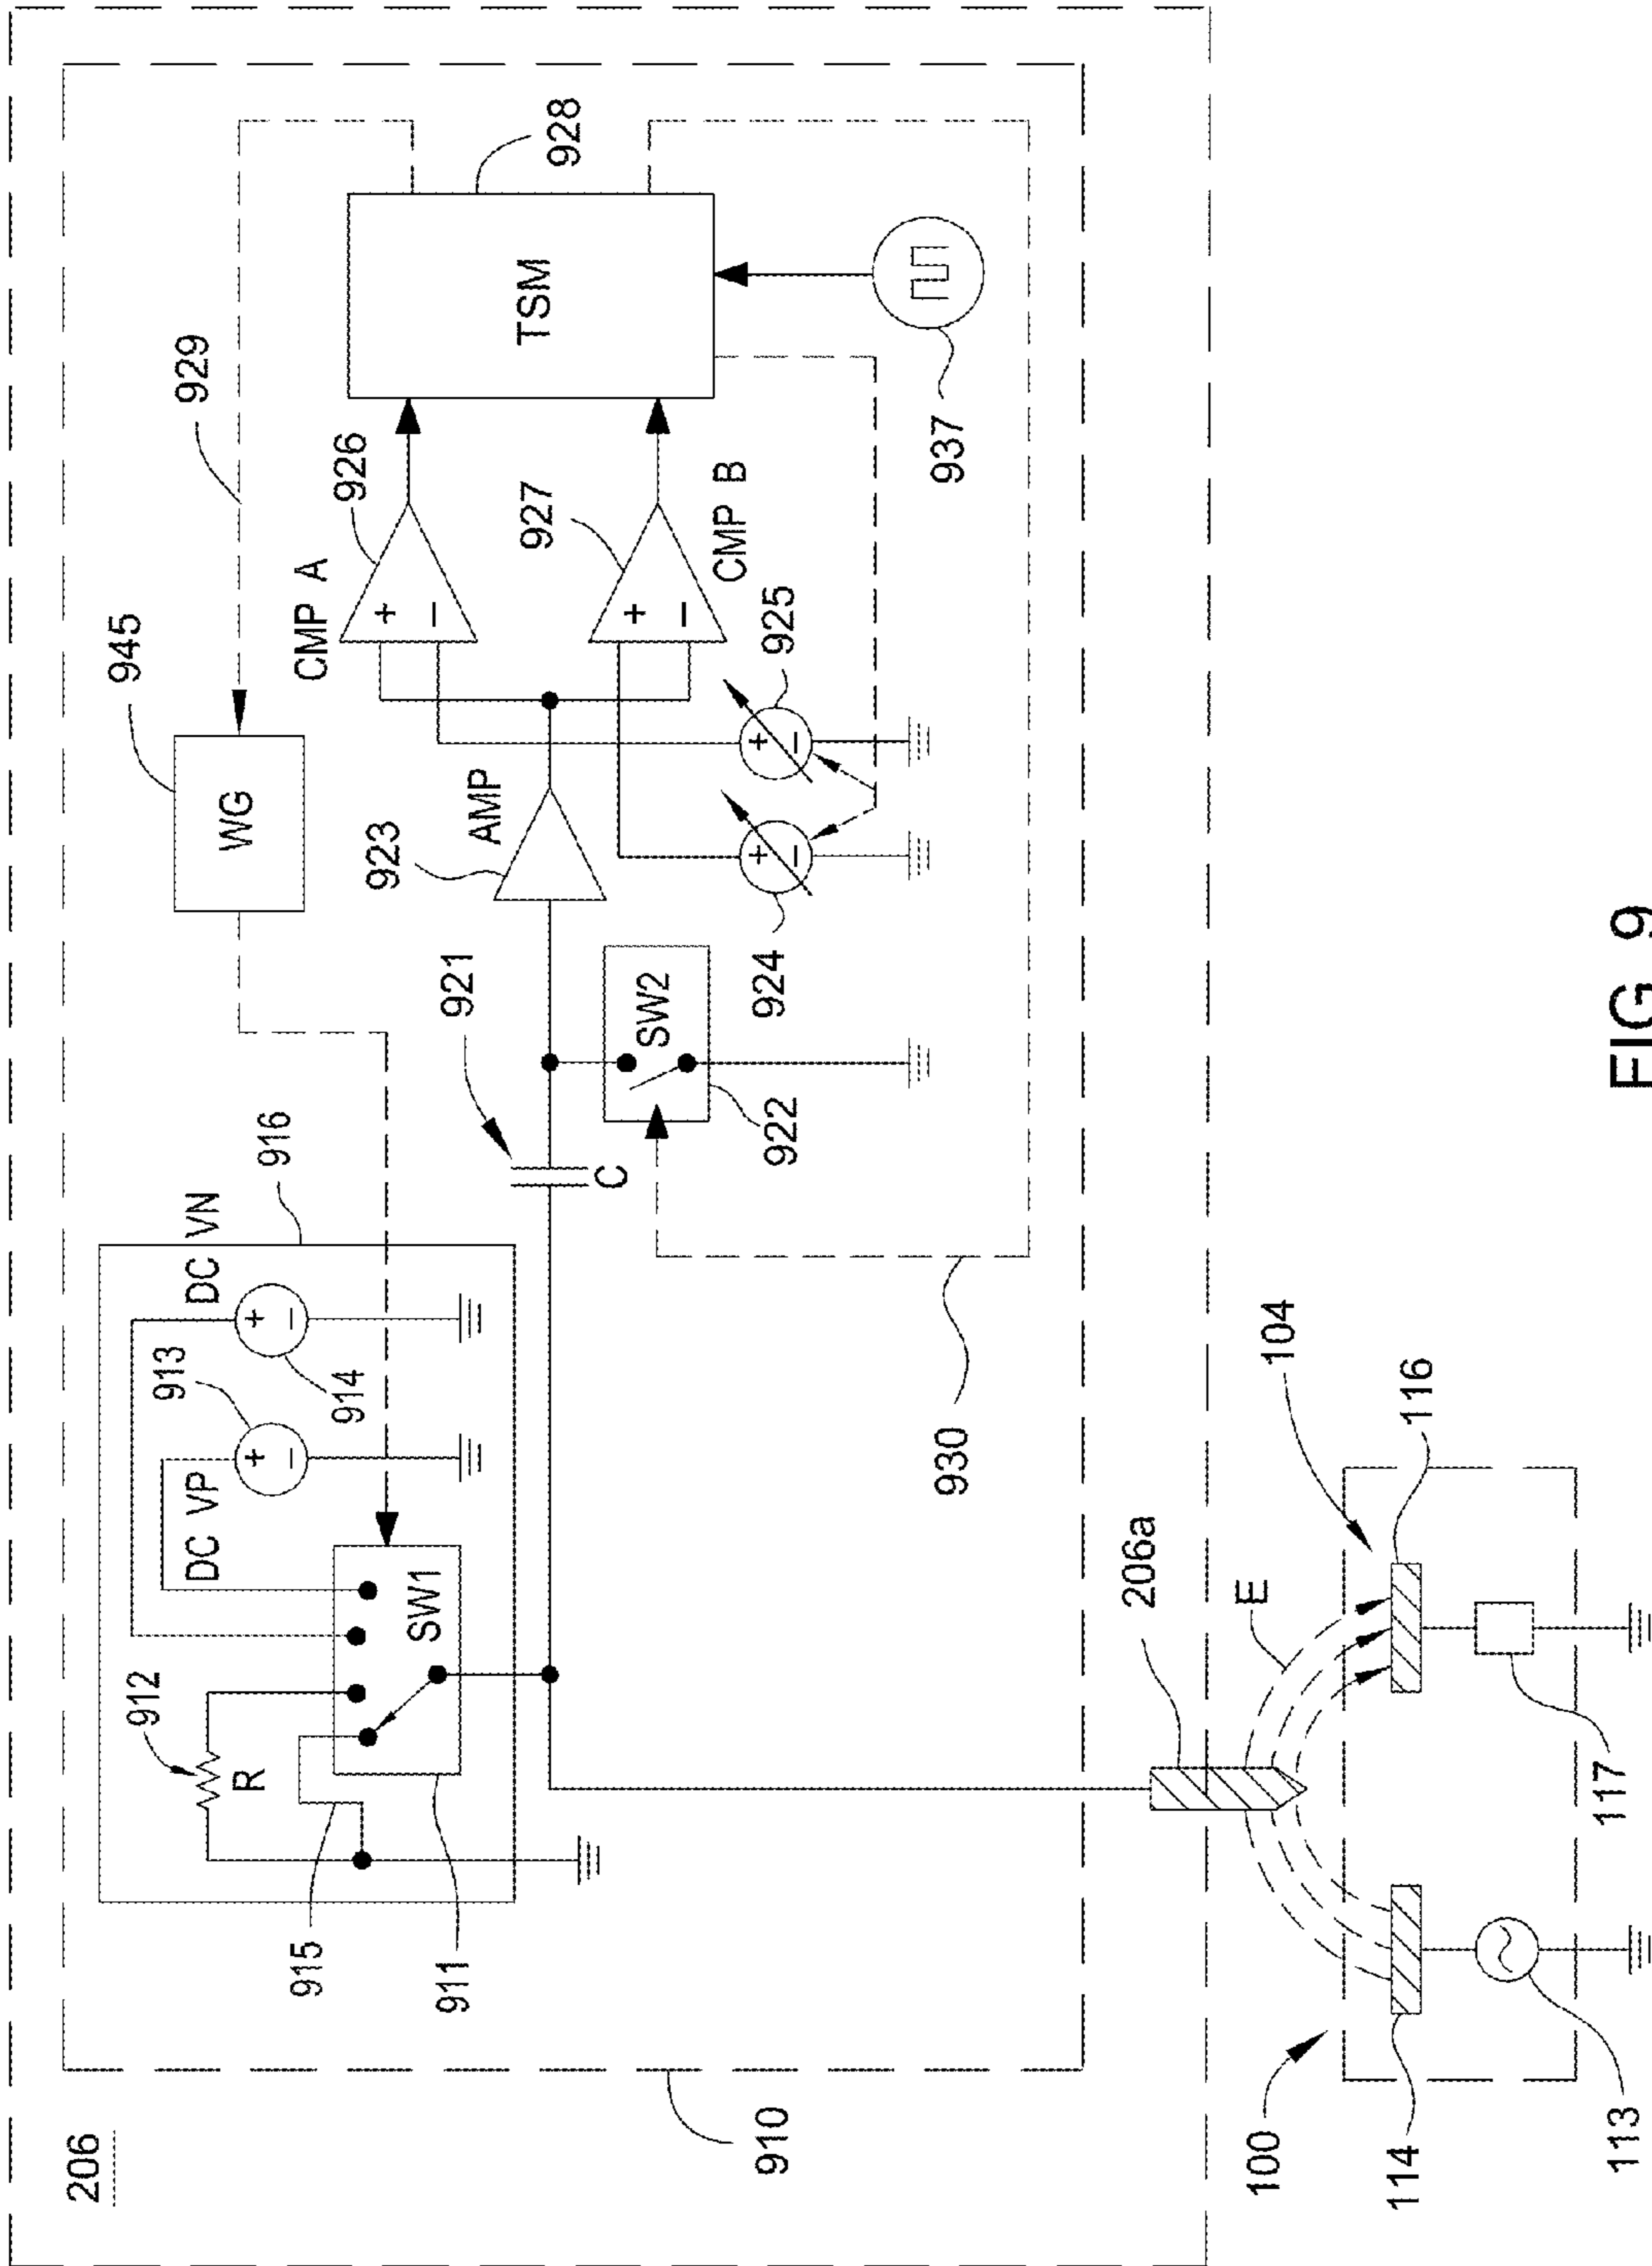 206
910
916
DC VN
DC VP
913
914
912
R
SW1
915
911
945
WG
929
921
C
SW2
922
923
AMP
924
925
CMP A
926
927
CMP B
TSM
928
937
930
+
−
+
−
+
−
+
−
+
−
+
−
206a
E
104
116
117
100
114
113
FIG 9